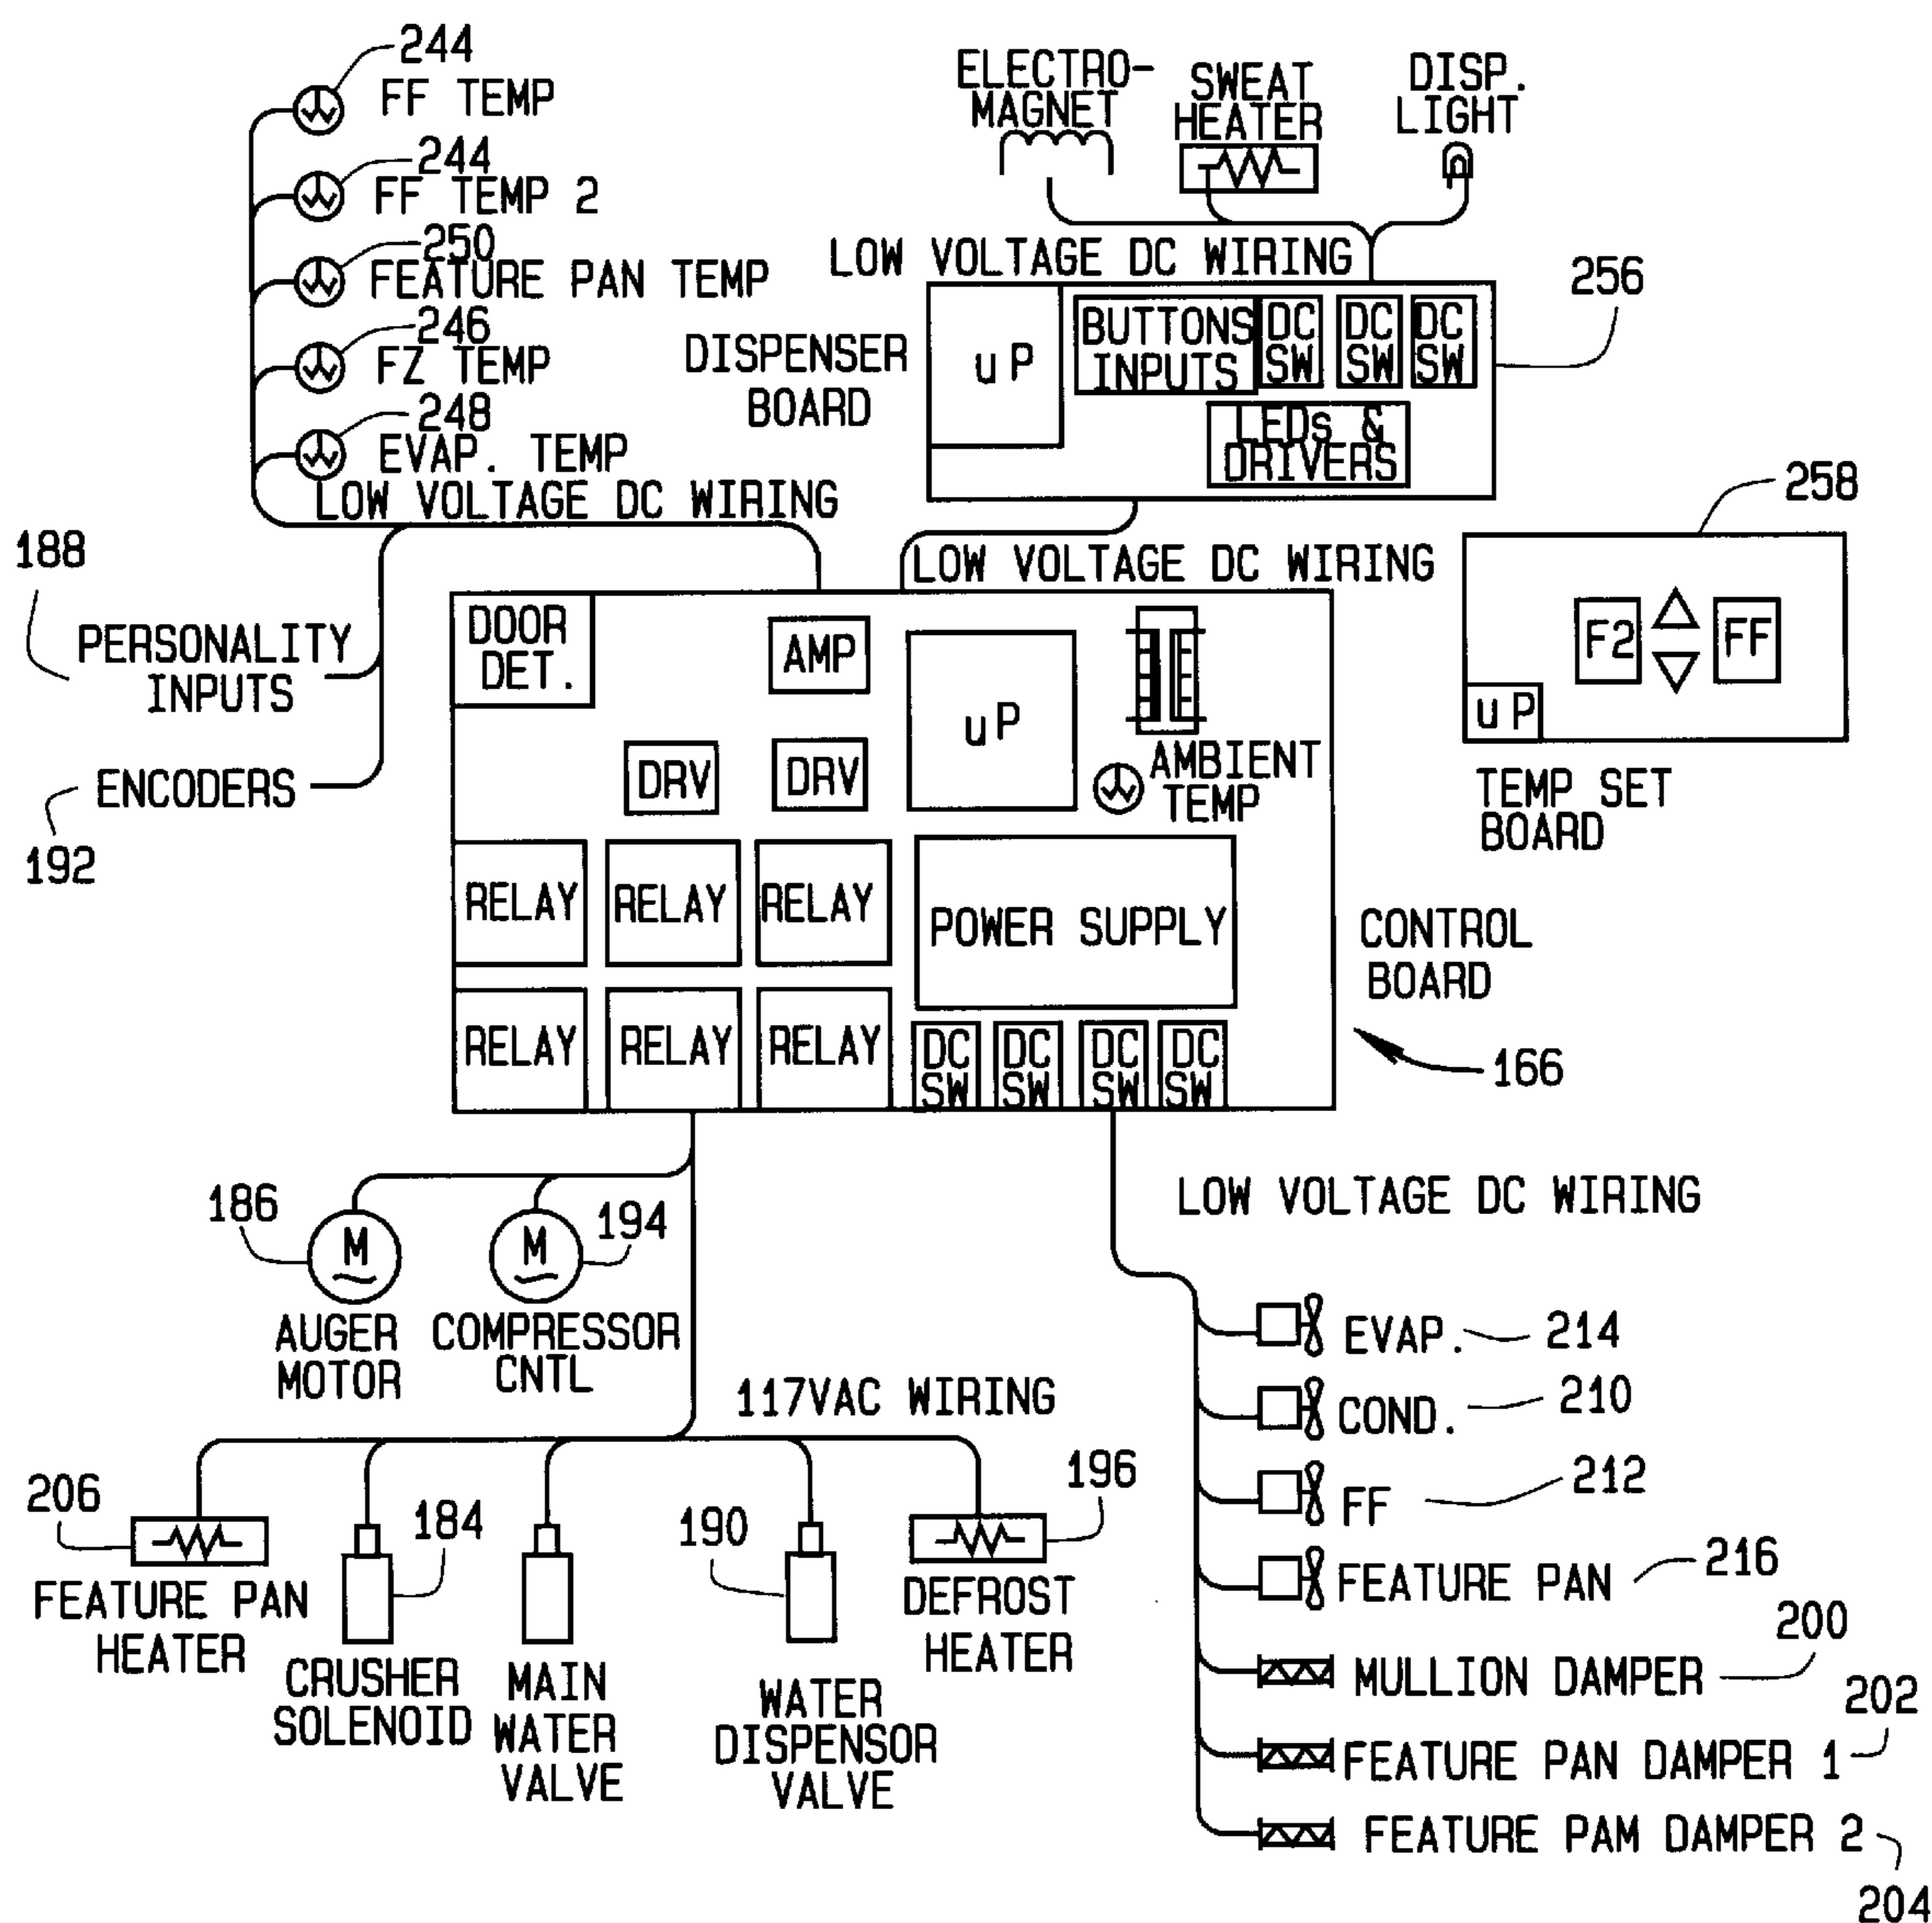 244
FF TEMP
244
FF TEMP 2
250
FEATURE PAN TEMP
246
FZ TEMP
248
EVAP. TEMP
LOW VOLTAGE DC WIRING
188
PERSONALITY
INPUTS
ENCODERS
192
ELECTRO-
MAGNET
SWEAT
HEATER
DISP.
LIGHT
LOW VOLTAGE DC WIRING
256
DISPENSER
BOARD
uP
BUTTONS
INPUTS
DC
SW
DC
SW
DC
SW
LEDs &
DRIVERS
LOW VOLTAGE DC WIRING
258
F2
FF
uP
TEMP SET
BOARD
DOOR
DET.
AMP
uP
DRV
DRV
AMBIENT
TEMP
RELAY
RELAY
RELAY
POWER SUPPLY
RELAY
RELAY
RELAY
DC
SW
DC
SW
DC
SW
DC
SW
CONTROL
BOARD
166
186
M
AUGER
MOTOR
194
M
COMPRESSOR
CNTL
117VAC WIRING
206
FEATURE PAN
HEATER
184
CRUSHER
SOLENOID
MAIN
WATER
VALVE
190
WATER
DISPENSOR
VALVE
196
DEFROST
HEATER
LOW VOLTAGE DC WIRING
EVAP. 214
COND. 210
FF 212
FEATURE PAN 216
MULLION DAMPER 200
FEATURE PAN DAMPER 1 202
FEATURE PAM DAMPER 2
204